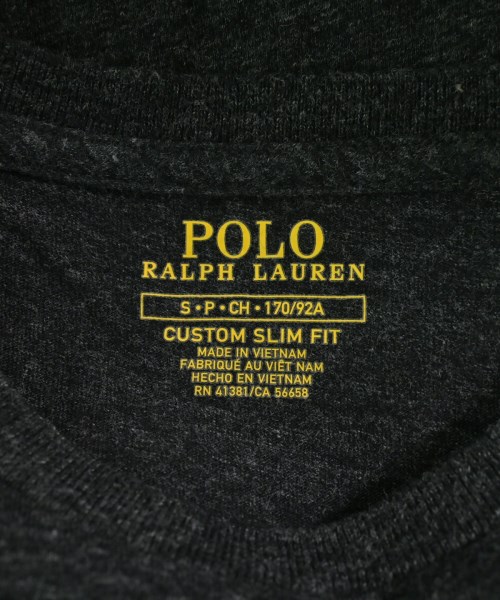 POLO
RALPH LAUREN
S • P • CH • 170/92A
CUSTOM SLIM FIT
MADE IN VIETNAM
FABRIQUÉ AU VIÊT NAM
HECHO EN VIETNAM
RN 41381/CA 56658